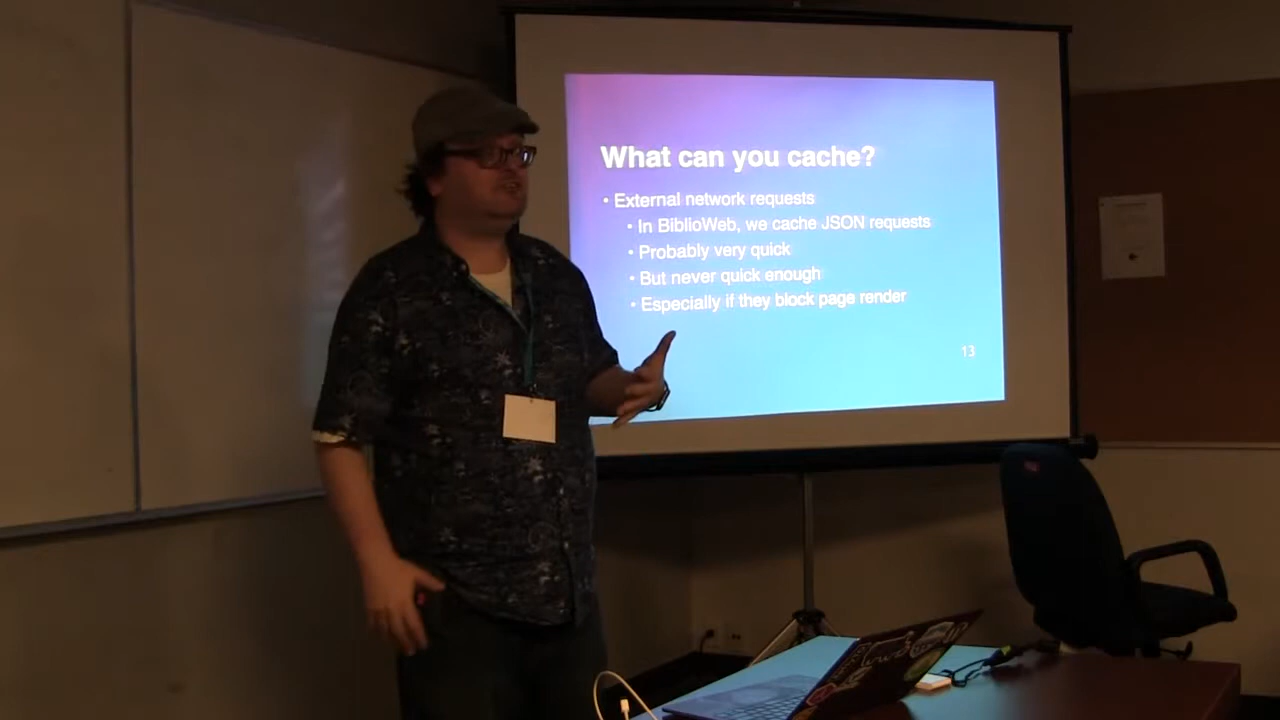 What can you cache?
• External network requests
• In BiblioWeb, we cache JSON requests
• Probably very quick
• But never quick enough
• Especially if they block page render
13